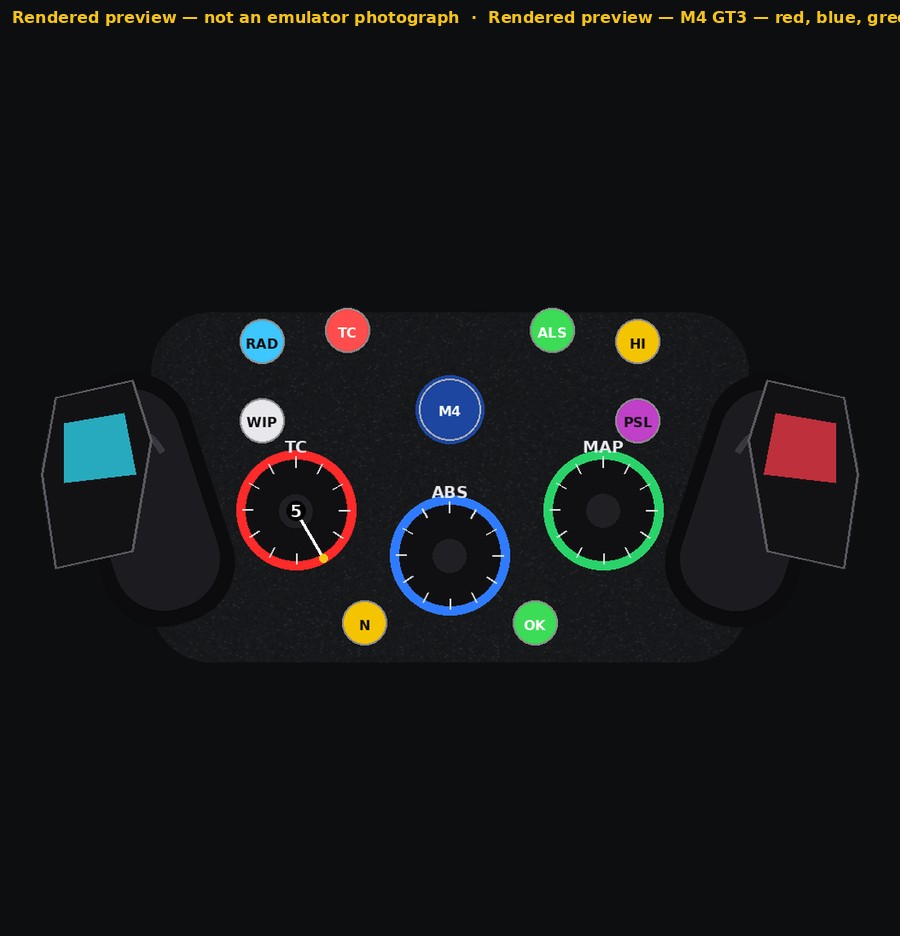 Rendered preview — not an emulator photograph · Rendered preview — M4 GT3 — red, blue, gree
RAD
TC
ALS
HI
M4
WIP
PSL
TC
MAP
ABS
5
N
OK